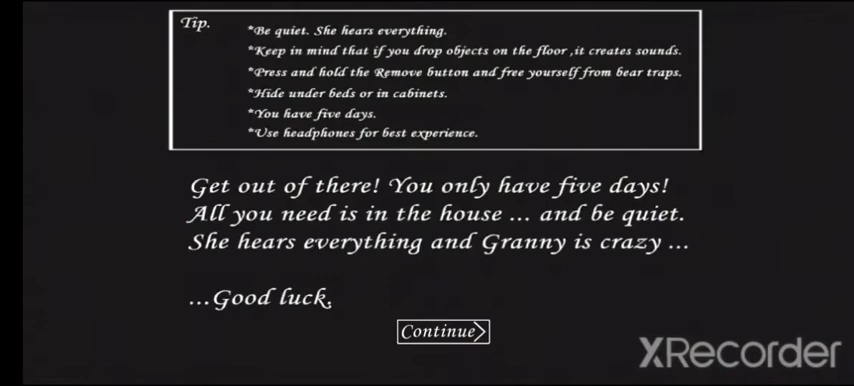 Tip.
*Be quiet. She hears everything.
*Keep in mind that if you drop objects on the floor ,it creates sounds.
*Press and hold the Remove button and free yourself from bear traps.
*Hide under beds or in cabinets.
*You have five days.
*Use headphones for best experience.
Get out of there! You only have five days!
All you need is in the house ... and be quiet.
She hears everything and Granny is crazy ...
...Good luck.
Continue
XRecorder